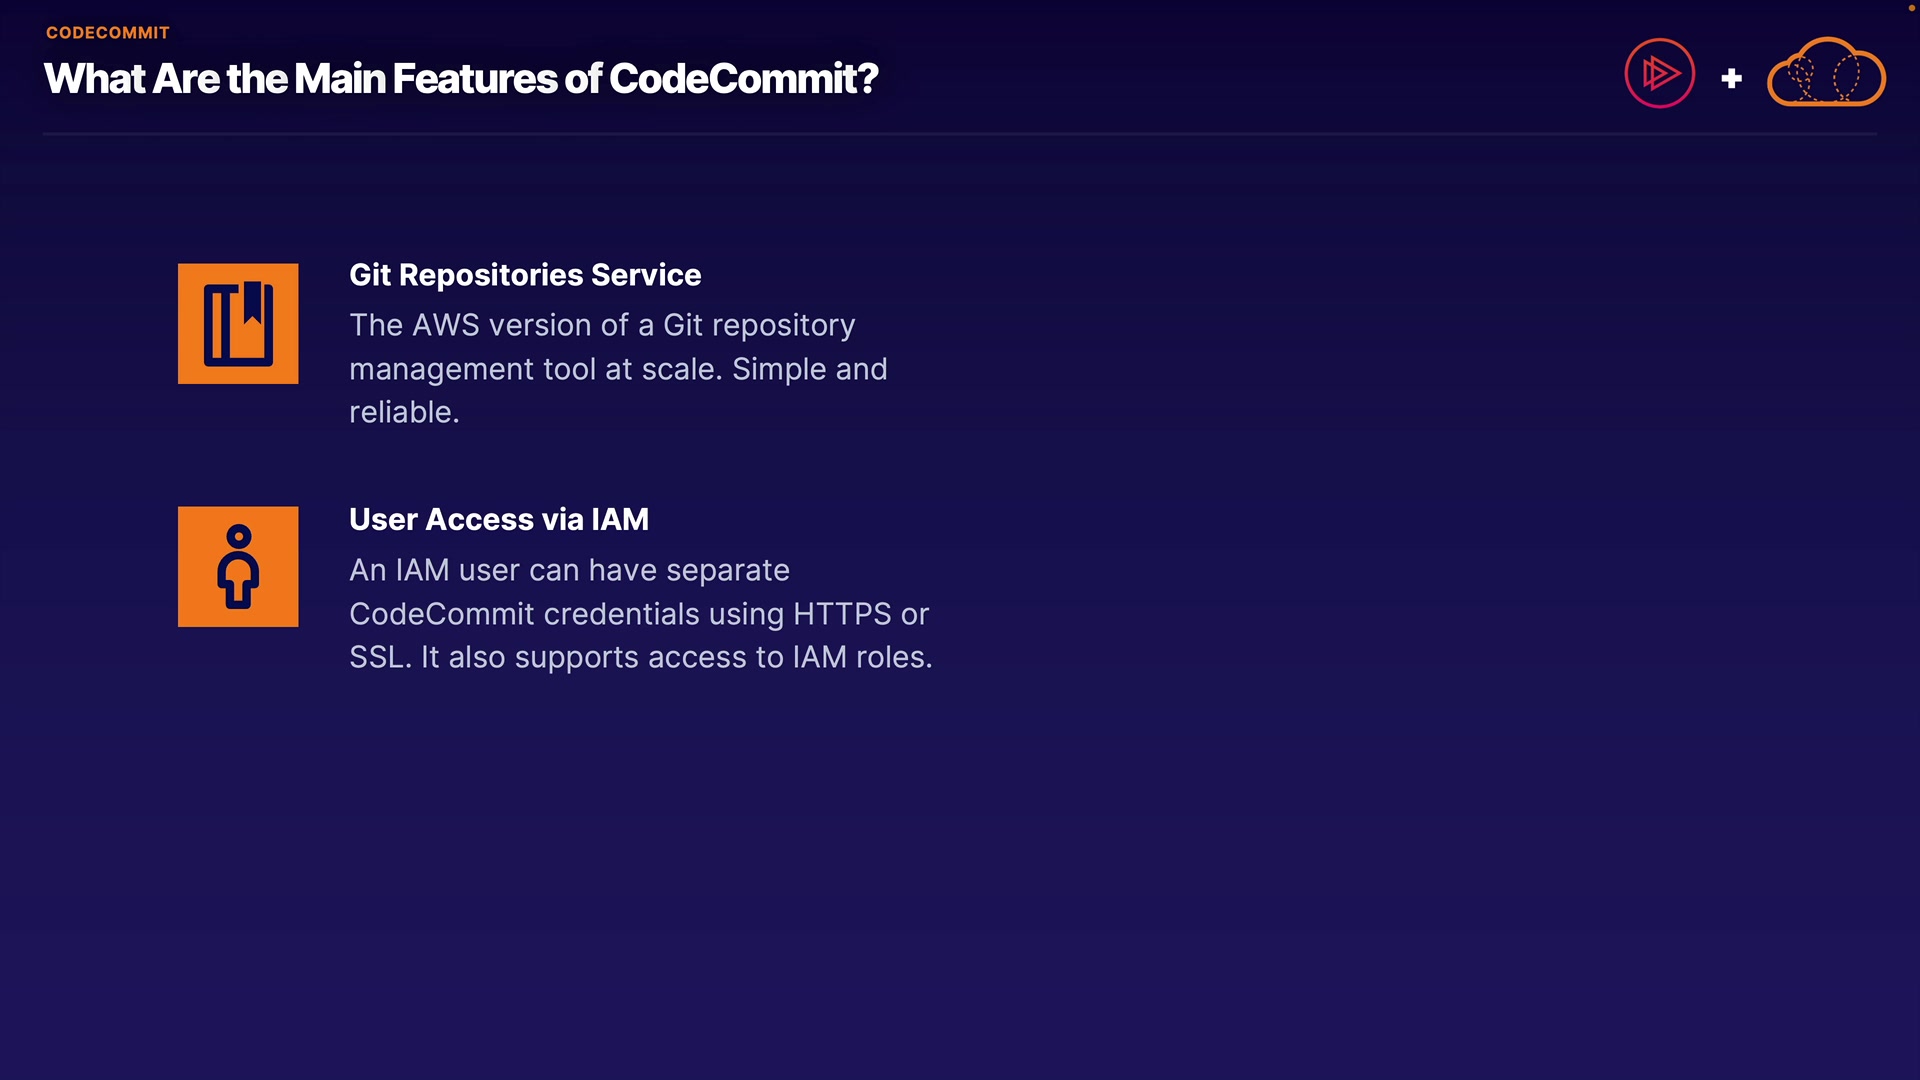 CODECOMMIT
What Are the Main Features of CodeCommit?
+
Git Repositories Service
The AWS version of a Git repository
management tool at scale. Simple and
reliable.
User Access via IAM
An IAM user can have separate
CodeCommit credentials using HTTPS or
SSL. It also supports access to IAM roles.